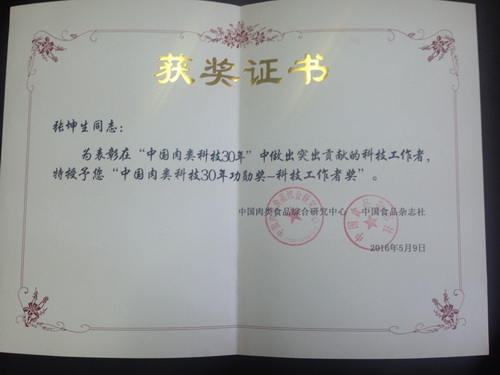 获奖证书
张坤生同志：
为表彰在“中国肉类科技30年”中做出突出贡献的科技工作者，
特授予您“中国肉类科技30年功勋奖-科技工作者奖”。
中国肉类食品综合研究中心 中国食品杂志社
2016年5月9日